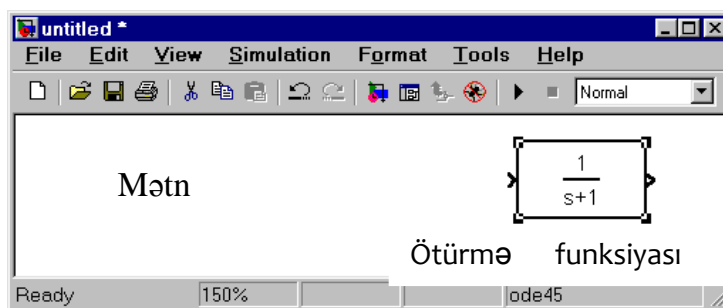 untitled *
File Edit View Simulation Format Tools Help
Normal
Mətn
1
s+1
Ötürmə funksiyası
Ready 150% ode45